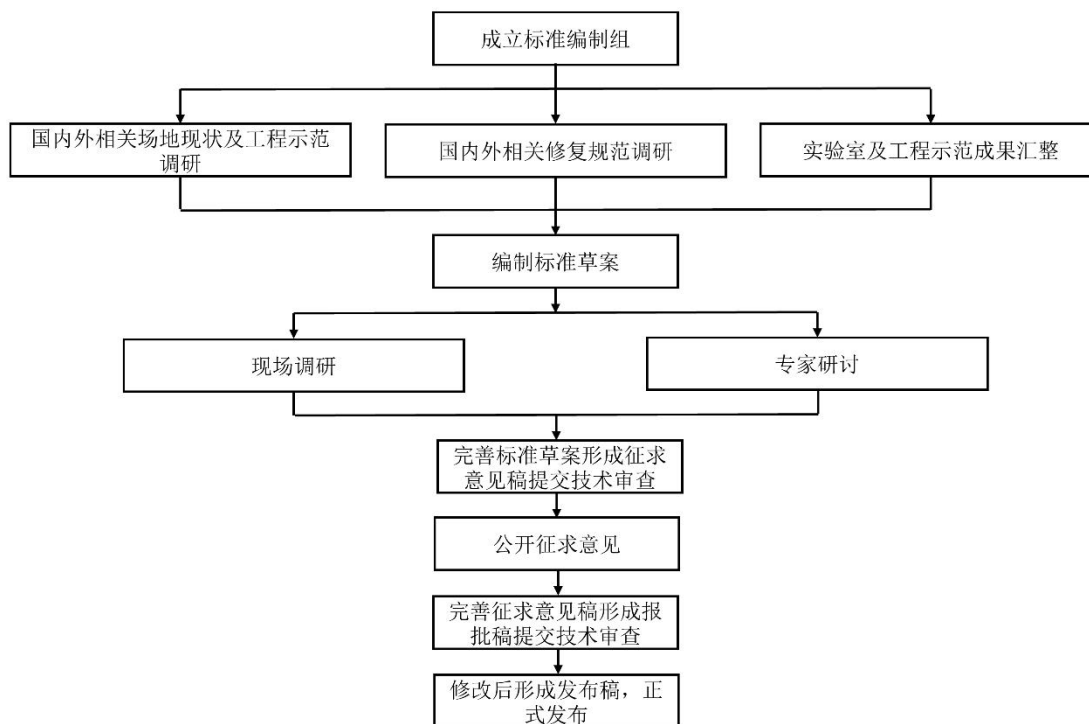 成立标准编制组
国内外相关场地现状及工程示范
调研
国内外相关修复规范调研
实验室及工程示范成果汇整
编制标准草案
现场调研
专家研讨
完善标准草案形成征求
意见稿提交技术审查
公开征求意见
完善征求意见稿形成报
批稿提交技术审查
修改后形成发布稿，正
式发布